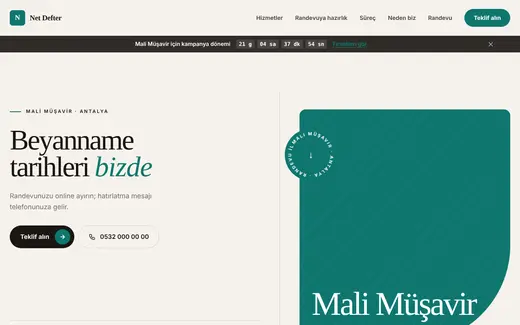 N Net Defter
Hizmetler Randevuya hazırlık Süreç Neden biz Randevu Teklif alın
Mali Müşavir için kampanya dönemi 21 g 04 sa 37 dk 54 sn
MALİ MÜŞAVİR · ANTALYA
Beyanname
tarihleri bizde
Randevunuzu online ayırın; hatırlatma mesajı
telefonunuza gelir.
Teklif alın → 0532 000 00 00
MALİ MÜŞAVİR · ANTALYA · RANDEVU
Mali Müşavir